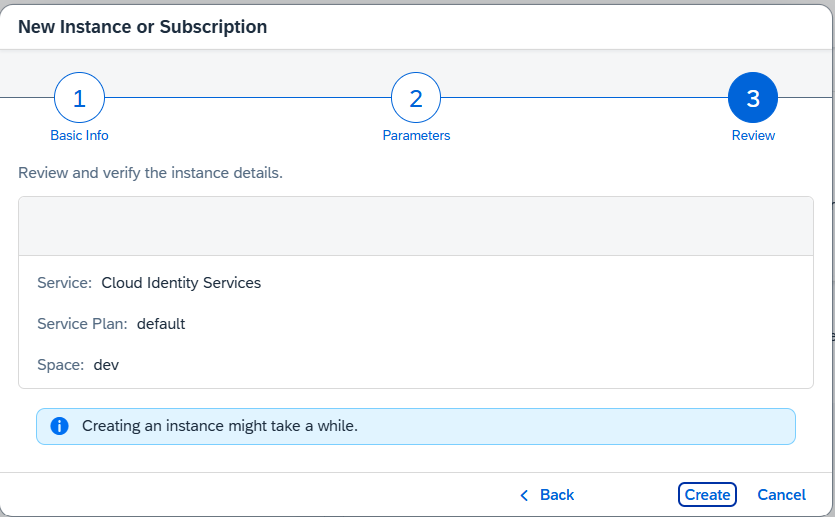 New Instance or Subscription
1
2
3
Basic Info
Parameters
Review
Review and verify the instance details.
Service: Cloud Identity Services
Service Plan: default
Space: dev
Creating an instance might take a while.
Back
Create
Cancel